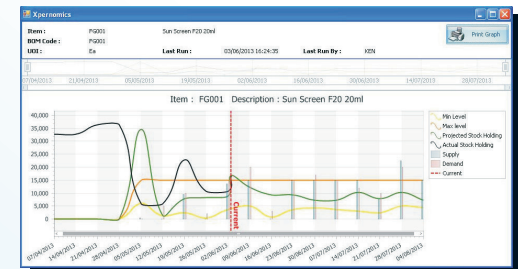 Xpernomics
Item : FG001 Sun Screen F20 20ml
BOM Code : FG001
UOI : Ea Last Run : 03/06/2013 16:24:35 Last Run By : KEN
Print Graph
07/04/2013 21/04/2013 05/05/2013 19/05/2013 02/06/2013 16/06/2013 30/06/2013 14/07/2013 28/07/2013
Item : FG001 Description : Sun Screen F20 20ml
40,000
35,000
30,000
25,000
20,000
15,000
10,000
5,000
0
Current
Min Level
Max level
Projected Stock Holding
Actual Stock Holding
Supply
Demand
Current
07/04/2013 14/04/2013 21/04/2013 28/04/2013 05/05/2013 12/05/2013 19/05/2013 26/05/2013 02/06/2013 09/06/2013 16/06/2013 23/06/2013 30/06/2013 07/07/2013 14/07/2013 21/07/2013 28/07/2013 04/08/2013